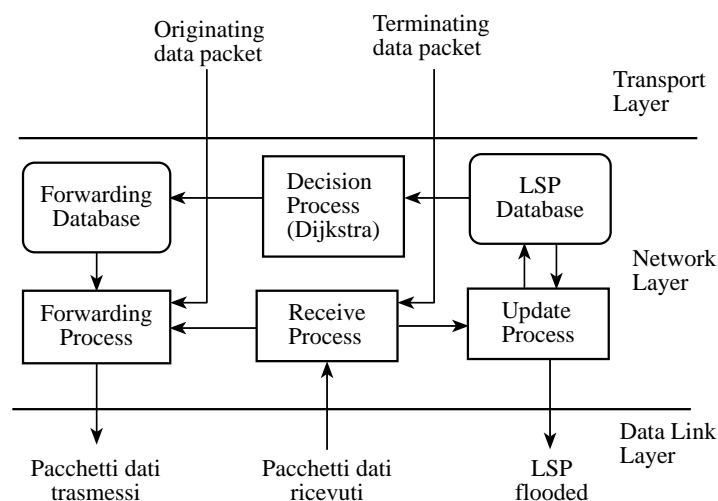 Originating
data packet
Terminating
data packet
Transport
Layer
Forwarding
Database
Decision
Process
(Dijkstra)
LSP
Database
Network
Layer
Forwarding
Process
Receive
Process
Update
Process
Data Link
Layer
Pacchetti dati
trasmessi
Pacchetti dati
ricevuti
LSP
flooded